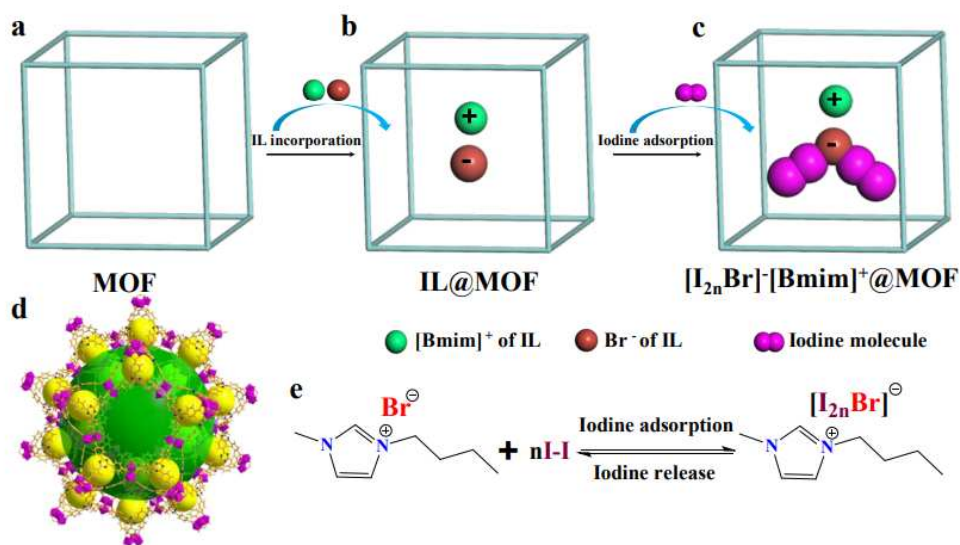 a
b
c
+
-
+
-
IL incorporation
Iodine adsorption
MOF
IL@MOF
[I₂ₙBr]⁻[Bmim]⁺@MOF
d
[Bmim]⁺ of IL
Br⁻ of IL
Iodine molecule
e
Br⊖
N
N⊕
+
nI-I
Iodine adsorption
Iodine release
[I₂ₙBr]⊖
N
N⊕